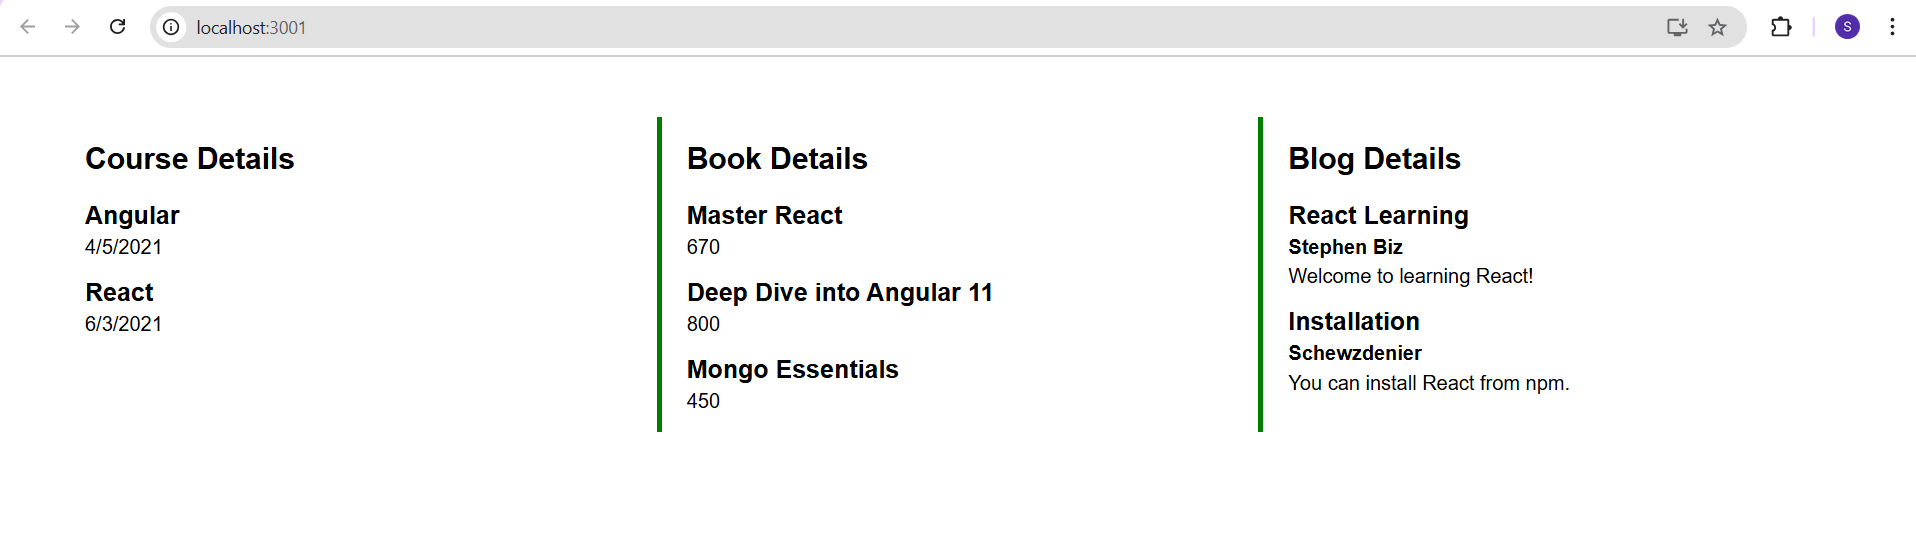 localhost:3001
S
Course Details
Angular
4/5/2021
React
6/3/2021
Book Details
Master React
670
Deep Dive into Angular 11
800
Mongo Essentials
450
Blog Details
React Learning
Stephen Biz
Welcome to learning React!
Installation
Schewzdenier
You can install React from npm.